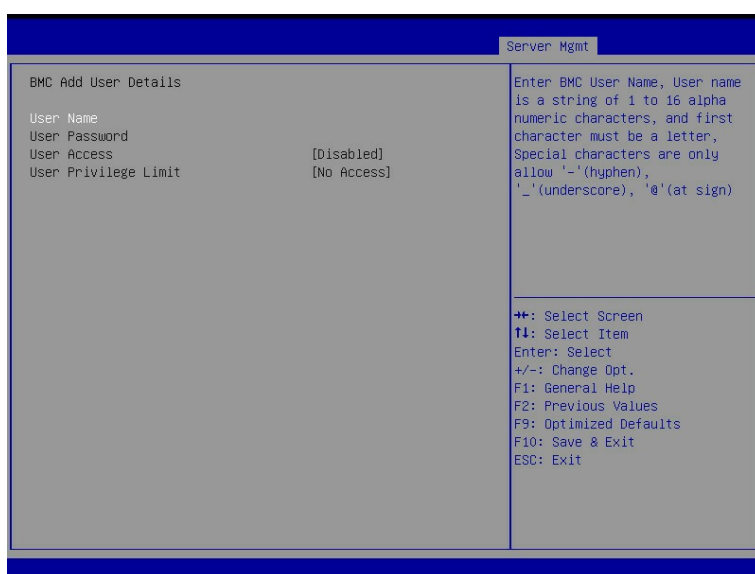 Server Mgmt
BMC Add User Details
User Name
User Password
User Access [Disabled]
User Privilege Limit [No Access]
Enter BMC User Name, User name
is a string of 1 to 16 alpha
numeric characters, and first
character must be a letter,
Special characters are only
allow '-'(hyphen),
'_'(underscore), '@'(at sign)
→←: Select Screen
↑↓: Select Item
Enter: Select
+/-: Change Opt.
F1: General Help
F2: Previous Values
F9: Optimized Defaults
F10: Save & Exit
ESC: Exit